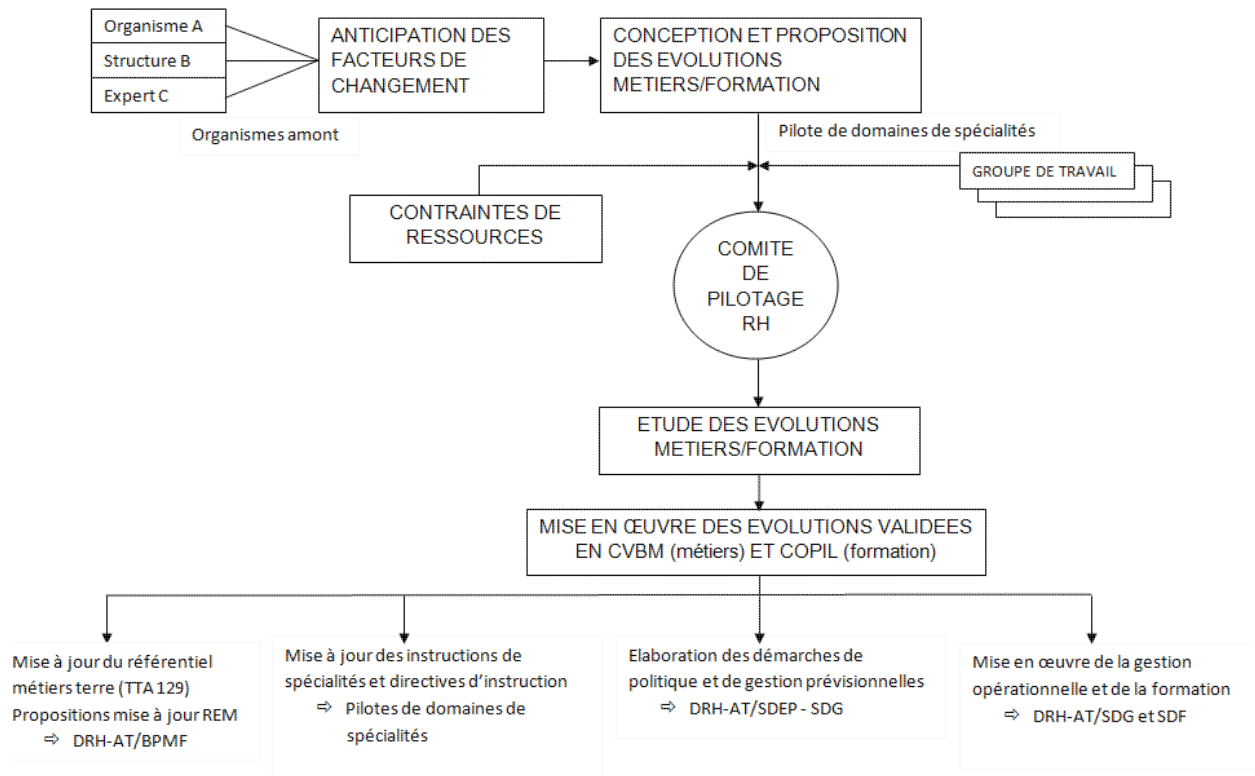 Organisme A
Structure B
Expert C
Organismes amont
ANTICIPATION DES
FACTEURS DE
CHANGEMENT
CONCEPTION ET PROPOSITION
DES EVOLUTIONS
METIERS/FORMATION
Pilote de domaines de spécialités
GROUPE DE TRAVAIL
CONTRAINTES DE
RESSOURCES
COMITE
DE
PILOTAGE
RH
ETUDE DES EVOLUTIONS
METIERS/FORMATION
MISE EN ŒUVRE DES EVOLUTIONS VALIDEES
EN CVBM (métiers) ET COPIL (formation)
Mise à jour du référentiel
métiers terre (TTA 129)
Propositions mise à jour REM
⇨ DRH-AT/BPMF
Mise à jour des instructions de
spécialités et directives d’instruction
⇨ Pilotes de domaines de
spécialités
Elaboration des démarches de
politique et de gestion prévisionnelles
⇨ DRH-AT/SDEP - SDG
Mise en œuvre de la gestion
opérationnelle et de la formation
⇨ DRH-AT/SDG et SDF